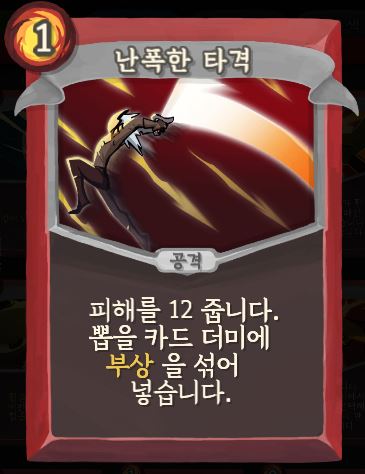 1
난폭한 타격
공격
피해를 12 줍니다.
뽑을 카드 더미에
부상 을 섞어
넣습니다.